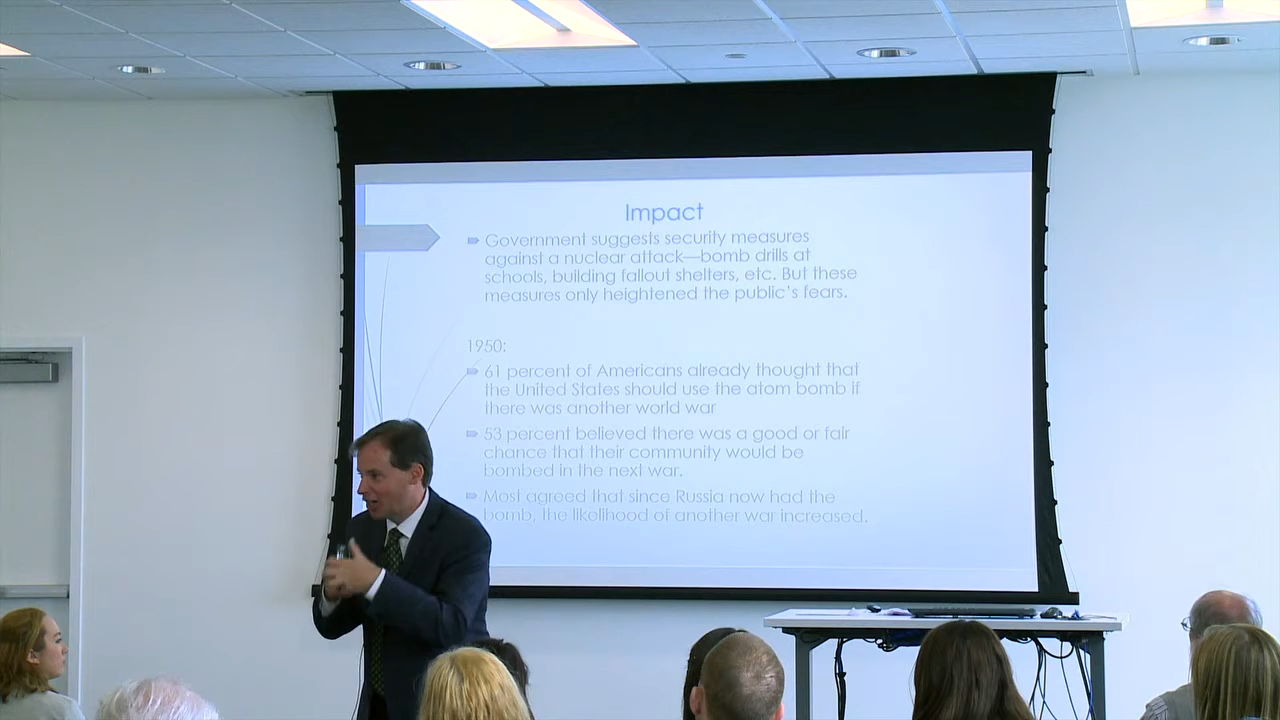 Impact
Government suggests security measures
against a nuclear attack—bomb drills at
schools, building fallout shelters, etc. But these
measures only heightened the public's fears.
1950:
61 percent of Americans already thought that
the United States should use the atom bomb if
there was another world war
53 percent believed there was a good or fair
chance that their community would be
bombed in the next war.
Most agreed that since Russia now had the
bomb, the likelihood of another war increased.